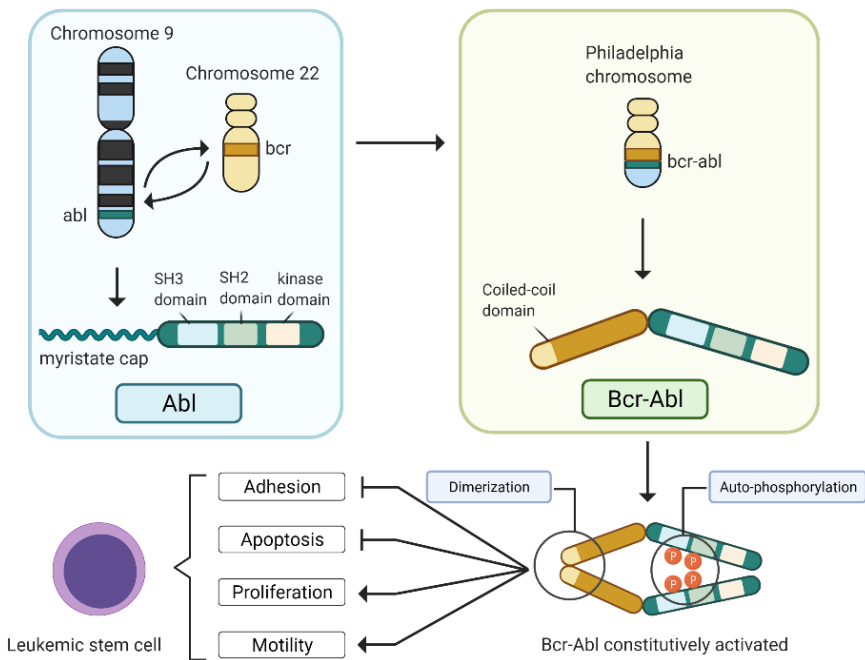 Chromosome 9
Chromosome 22
bcr
abl
SH3
domain
SH2
domain
kinase
domain
myristate cap
Abl
Philadelphia
chromosome
bcr-abl
Coiled-coil
domain
Bcr-Abl
Dimerization
Auto-phosphorylation
Adhesion
Apoptosis
Proliferation
Motility
Leukemic stem cell
P
P
P
P
Bcr-Abl constitutively activated